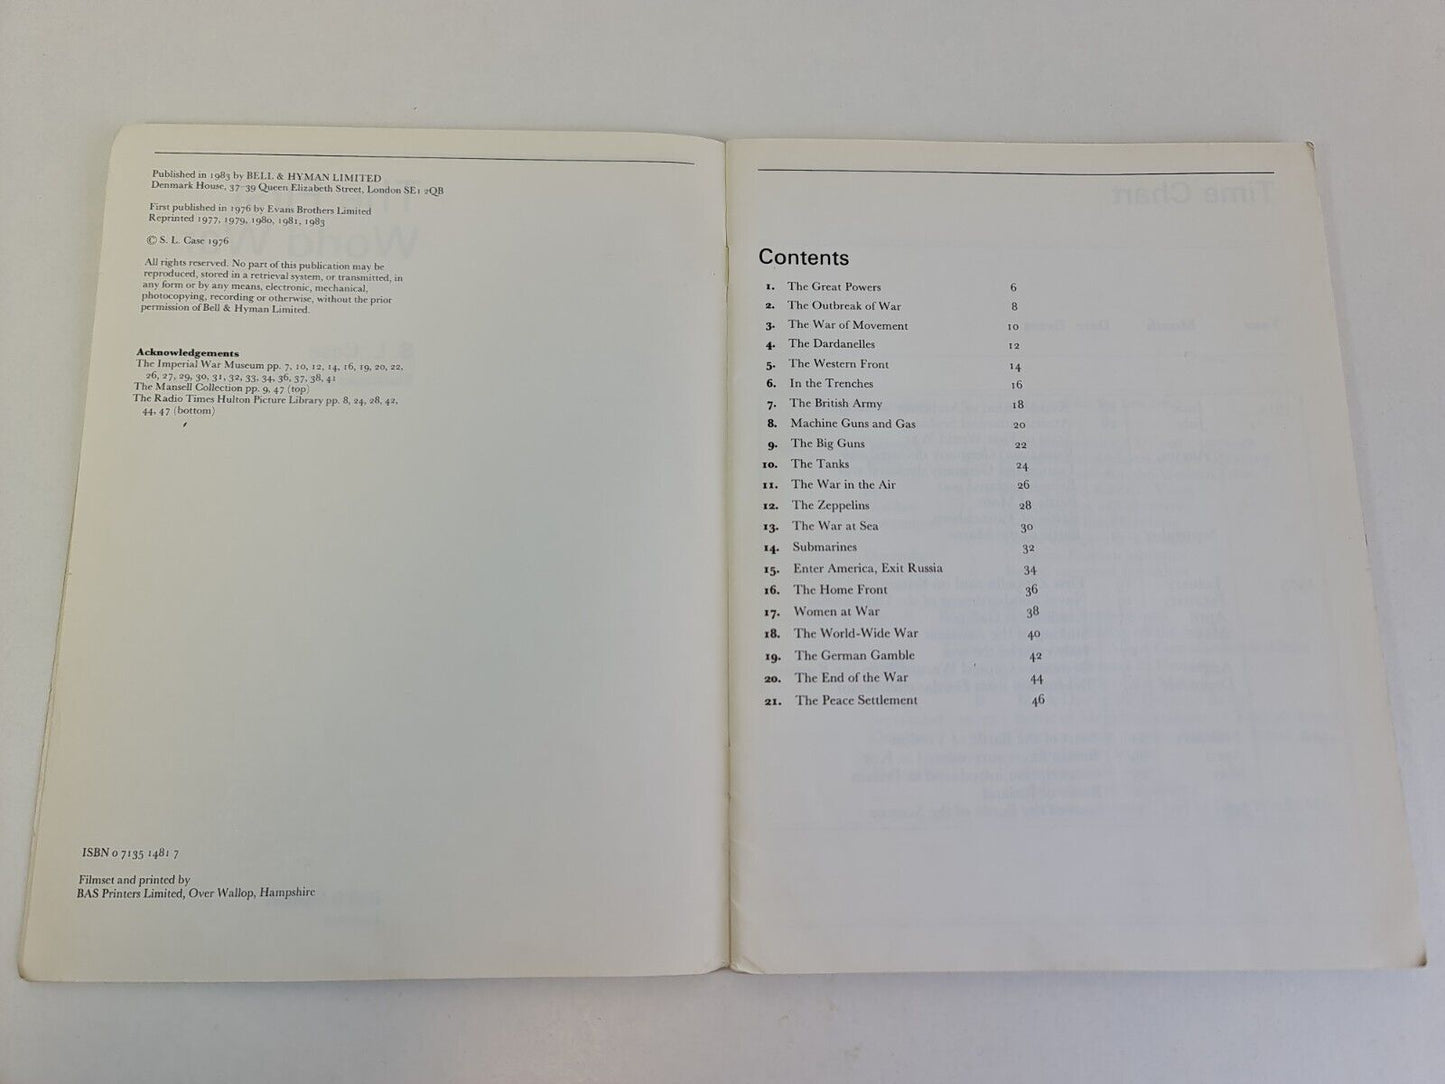 Published in 1983 by BELL & HYMAN LIMITED
Denmark House, 37–39 Queen Elizabeth Street, London SE1 2QB
First published in 1976 by Evans Brothers Limited
Reprinted 1977, 1979, 1980, 1981, 1983
© S. L. Case 1976
All rights reserved. No part of this publication may be
reproduced, stored in a retrieval system, or transmitted, in
any form or by any means, electronic, mechanical,
photocopying, recording or otherwise, without the prior
permission of Bell & Hyman Limited.
Acknowledgements
The Imperial War Museum pp. 7, 10, 12, 14, 16, 19, 20, 22,
26, 27, 29, 30, 31, 32, 33, 34, 36, 37, 38, 41
The Mansell Collection pp. 9, 47 (top)
The Radio Times Hulton Picture Library pp. 8, 24, 28, 42,
44, 47 (bottom)
ISBN 0 7135 1481 7
Filmset and printed by
BAS Printers Limited, Over Wallop, Hampshire
Time Chart
Contents
1. The Great Powers 6
2. The Outbreak of War 8
3. The War of Movement 10
4. The Dardanelles 12
5. The Western Front 14
6. In the Trenches 16
7. The British Army 18
8. Machine Guns and Gas 20
9. The Big Guns 22
10. The Tanks 24
11. The War in the Air 26
12. The Zeppelins 28
13. The War at Sea 30
14. Submarines 32
15. Enter America, Exit Russia 34
16. The Home Front 36
17. Women at War 38
18. The World-Wide War 40
19. The German Gamble 42
20. The End of the War 44
21. The Peace Settlement 46